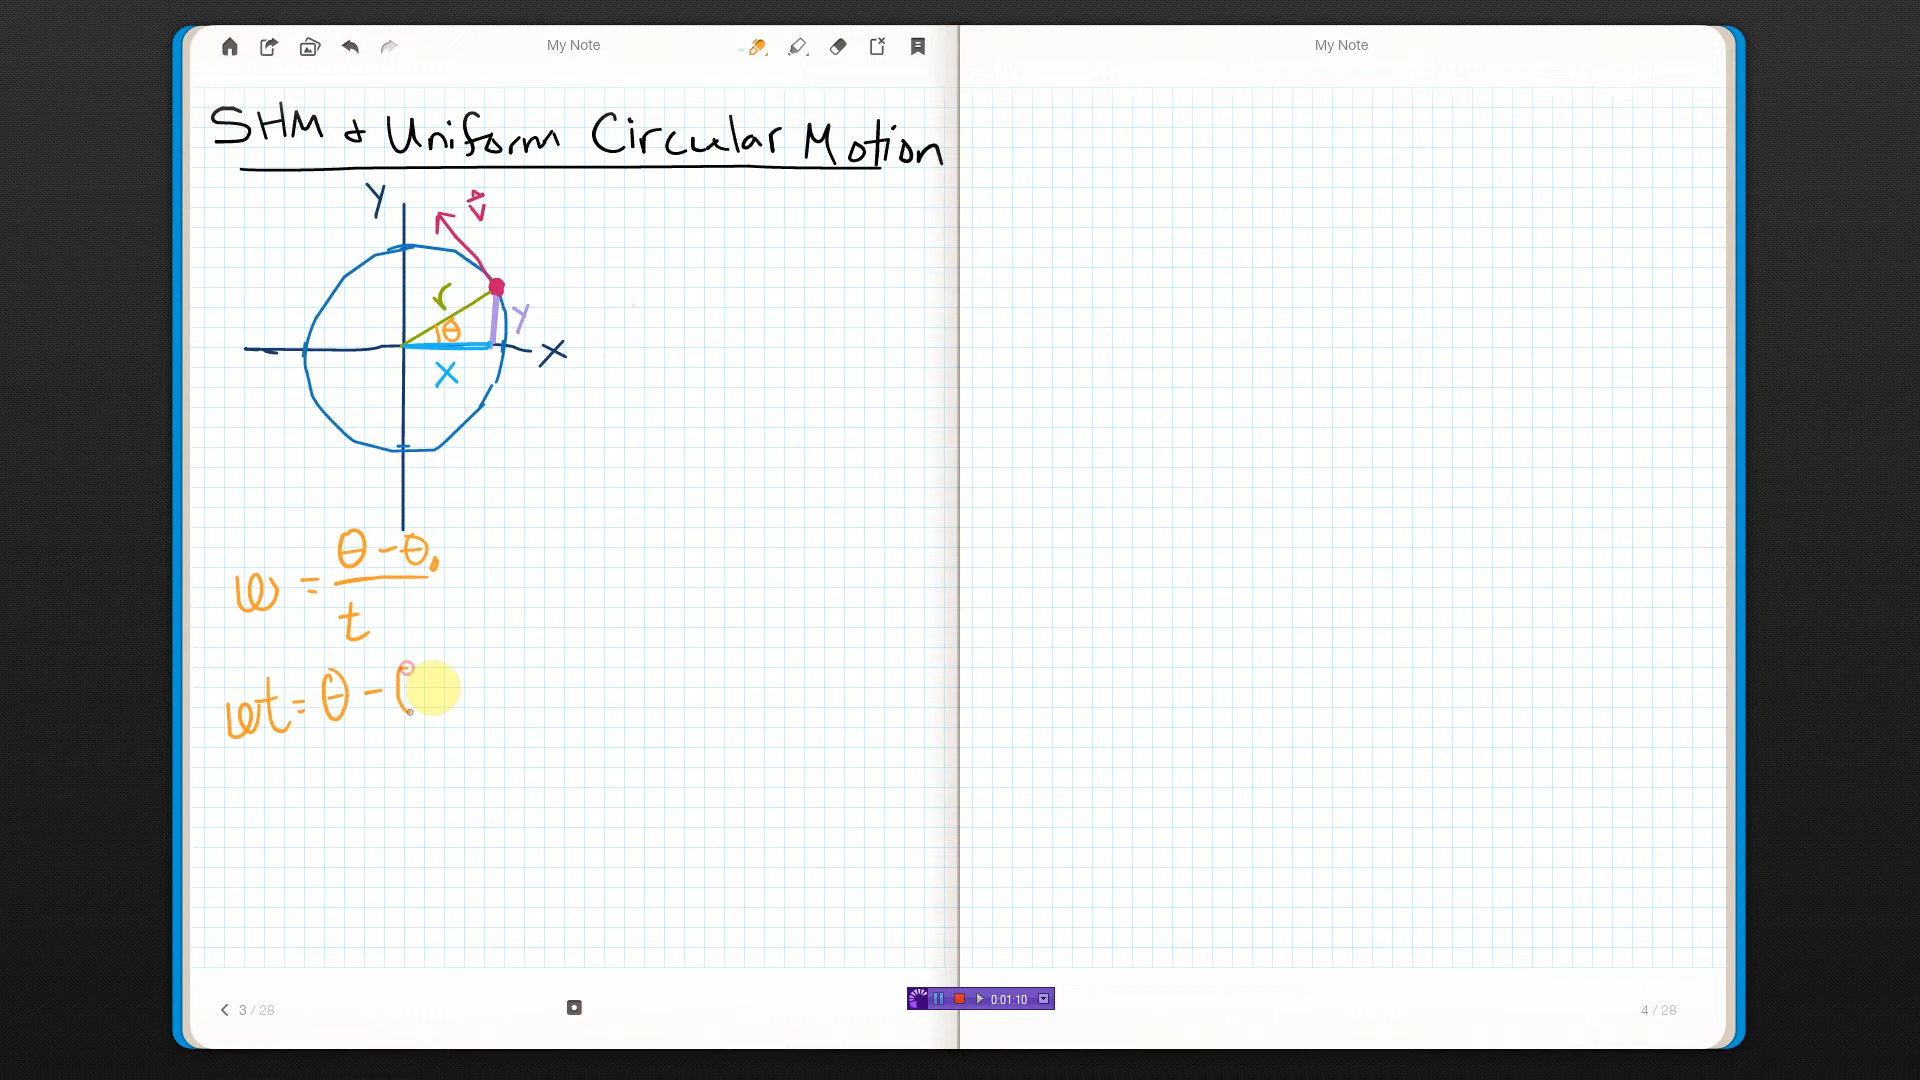 My Note
My Note
SHM & Uniform Circular Motion
Y
v
r
θ
y
X
x
ω = θ - θ₀
t
ωt = θ -
3 / 28
0:01:10
4 / 28